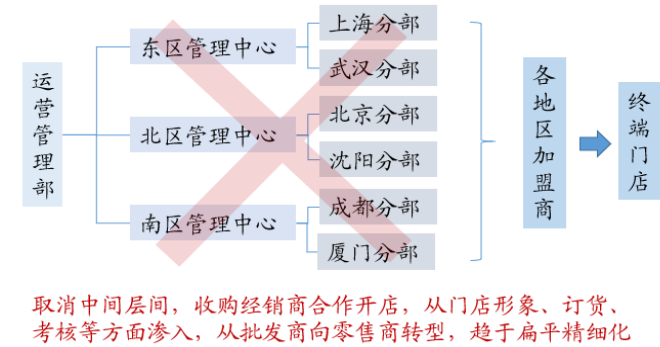 运营管理部
东区管理中心
北区管理中心
南区管理中心
上海分部
武汉分部
北京分部
沈阳分部
成都分部
厦门分部
各地区加盟商
终端门店
取消中间层间，收购经销商合作开店，从门店形象、订货、
考核等方面渗入，从批发商向零售商转型，趋于扁平精细化